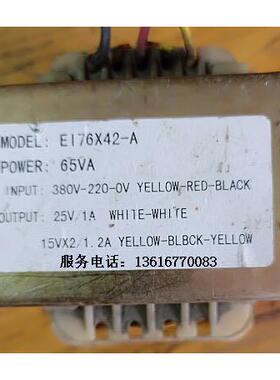 MODEL: EI76X42-A
POWER: 65VA
INPUT: 380V-220-0V YELLOW-RED-BLACK
OUTPUT: 25V/1A WHITE-WHITE
15VX2/1.2A YELLOW-BLBCK-YELLOW
服务电话: 13616770083